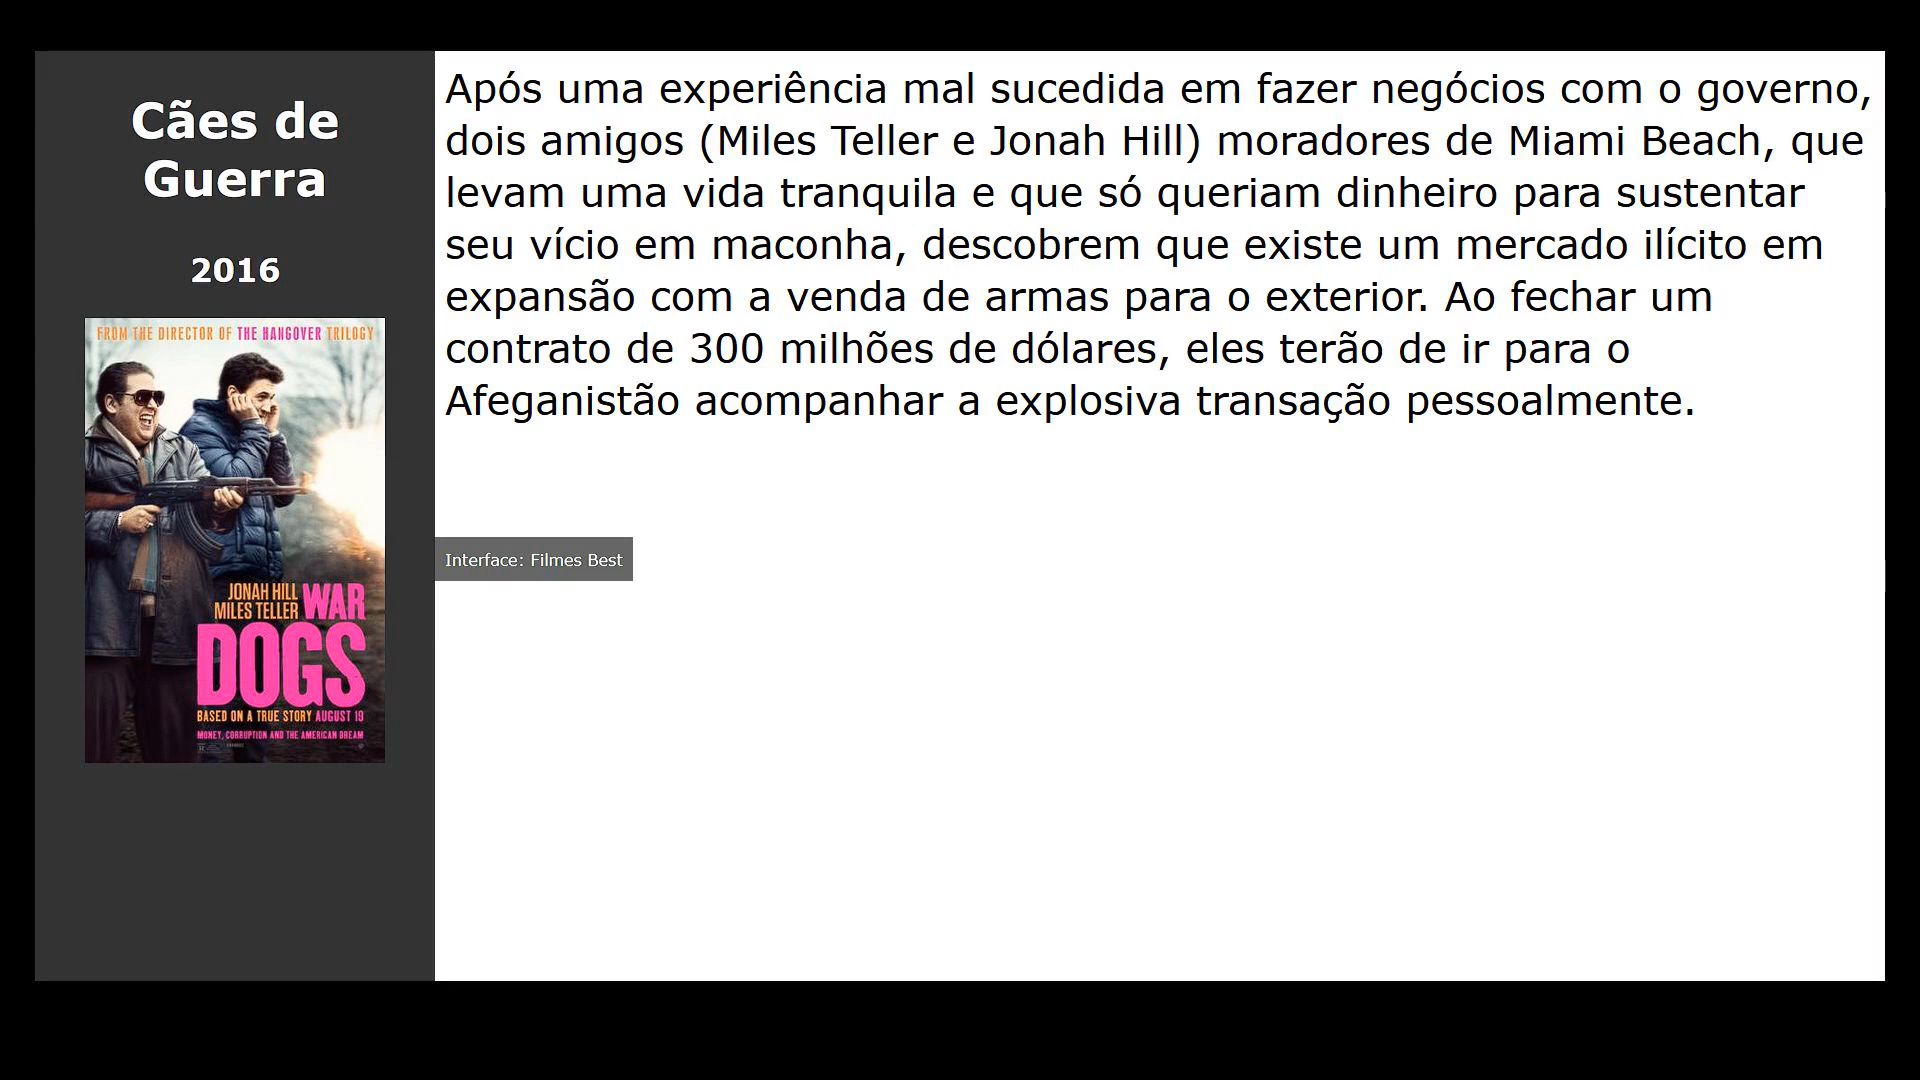 Cães de
Guerra
2016
FROM THE DIRECTOR OF THE HANGOVER TRILOGY
JONAH HILL
MILES TELLER
WAR
DOGS
BASED ON A TRUE STORY AUGUST 19
MONEY, CORRUPTION AND THE AMERICAN DREAM
Após uma experiência mal sucedida em fazer negócios com o governo,
dois amigos (Miles Teller e Jonah Hill) moradores de Miami Beach, que
levam uma vida tranquila e que só queriam dinheiro para sustentar
seu vício em maconha, descobrem que existe um mercado ilícito em
expansão com a venda de armas para o exterior. Ao fechar um
contrato de 300 milhões de dólares, eles terão de ir para o
Afeganistão acompanhar a explosiva transação pessoalmente.
Interface: Filmes Best